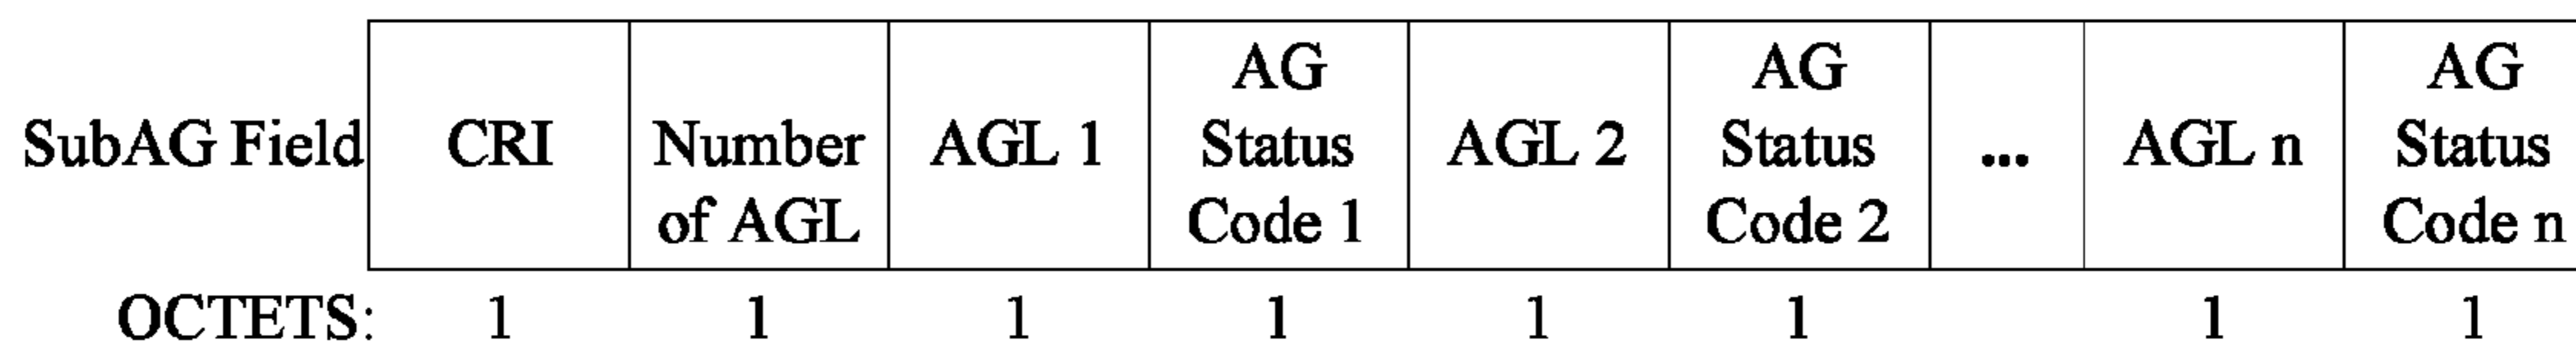 SubAG Field
CRI
Number
of AGL
AGL 1
AG
Status
Code 1
AGL 2
AG
Status
Code 2
...
AGL n
AG
Status
Code n
OCTETS: 1 1 1 1 1 1 1 1